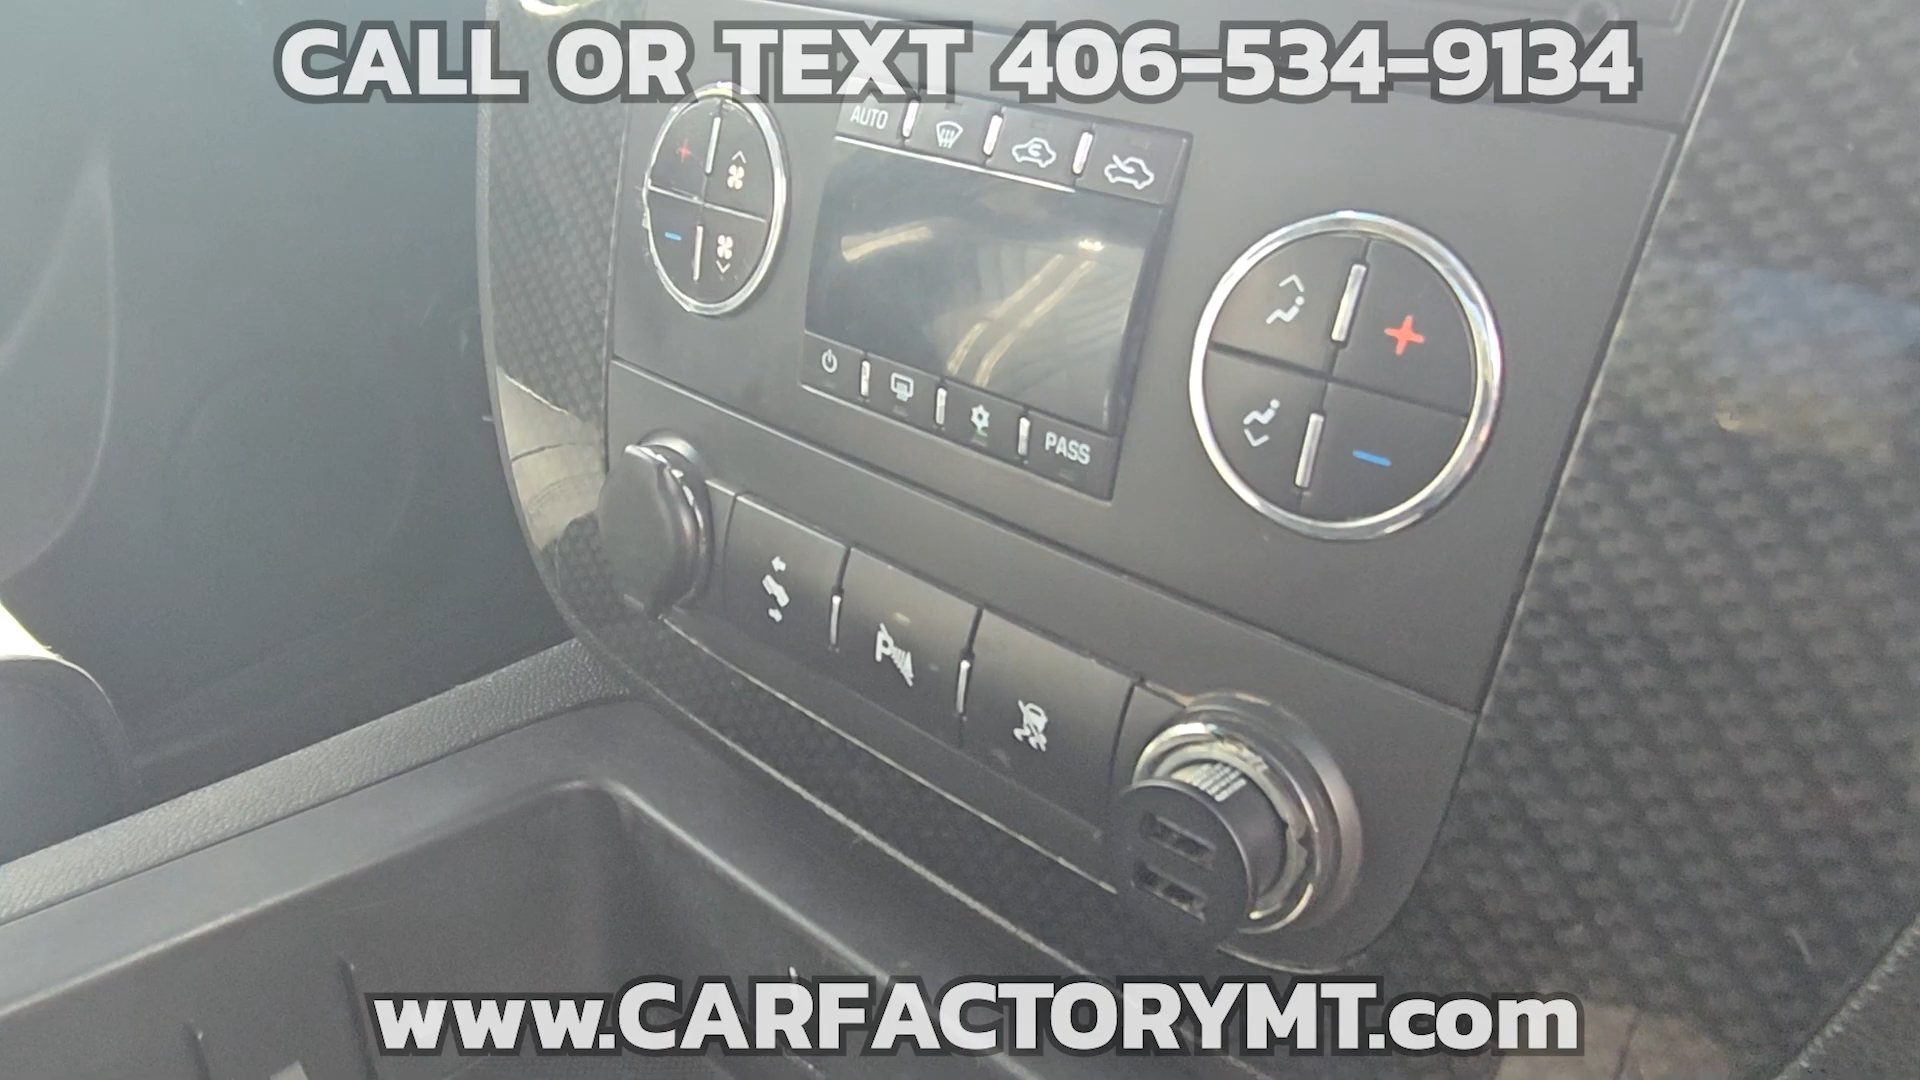 CALL OR TEXT 406-534-9134
AUTO
PASS
P
www.CARFACTORYMT.com